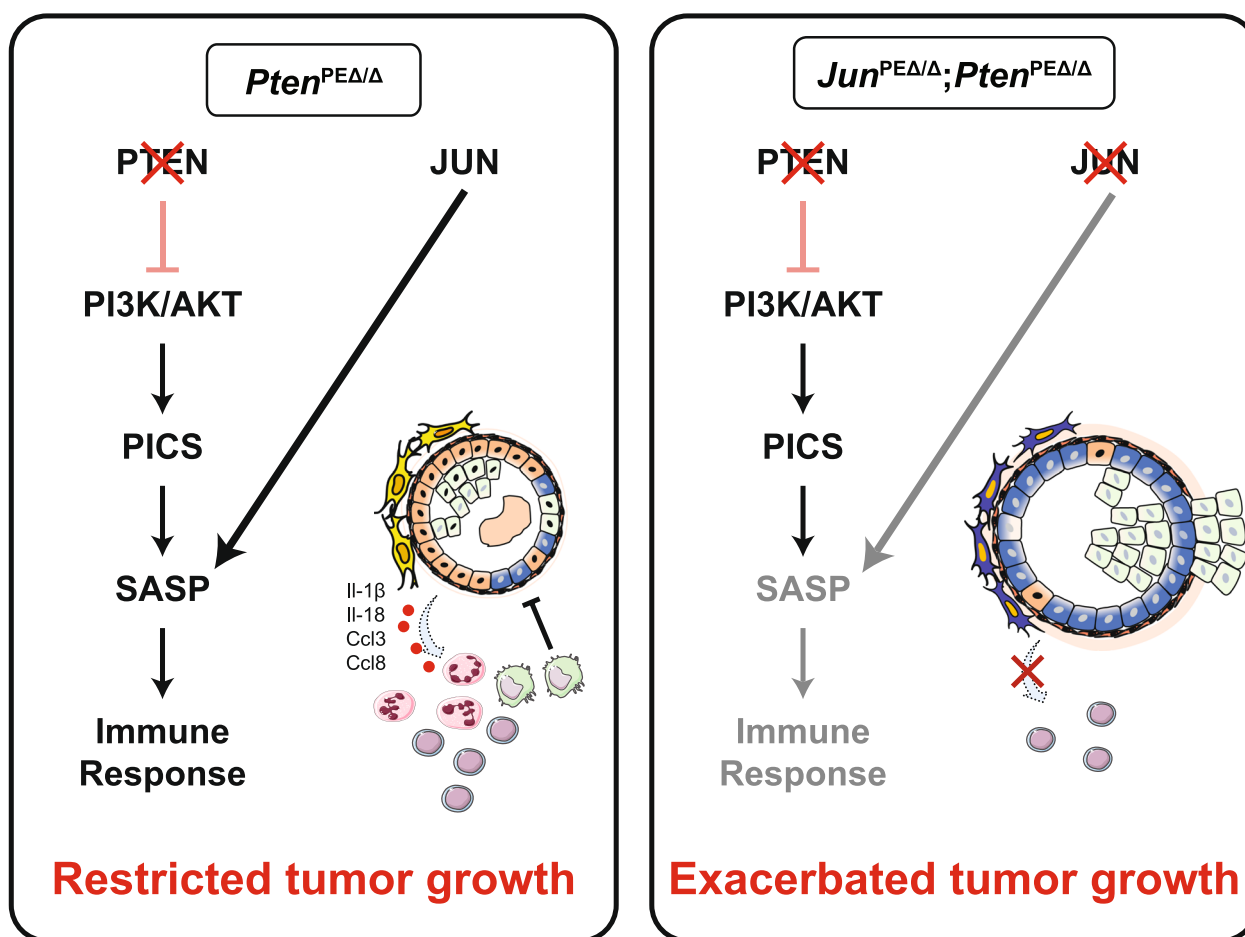 Pten^PEΔ/Δ
PTEN
JUN
PI3K/AKT
PICS
SASP
Il-1β
Il-18
Ccl3
Ccl8
Immune
Response
Restricted tumor growth
Jun^PEΔ/Δ;Pten^PEΔ/Δ
PTEN
JUN
PI3K/AKT
PICS
SASP
Immune
Response
Exacerbated tumor growth